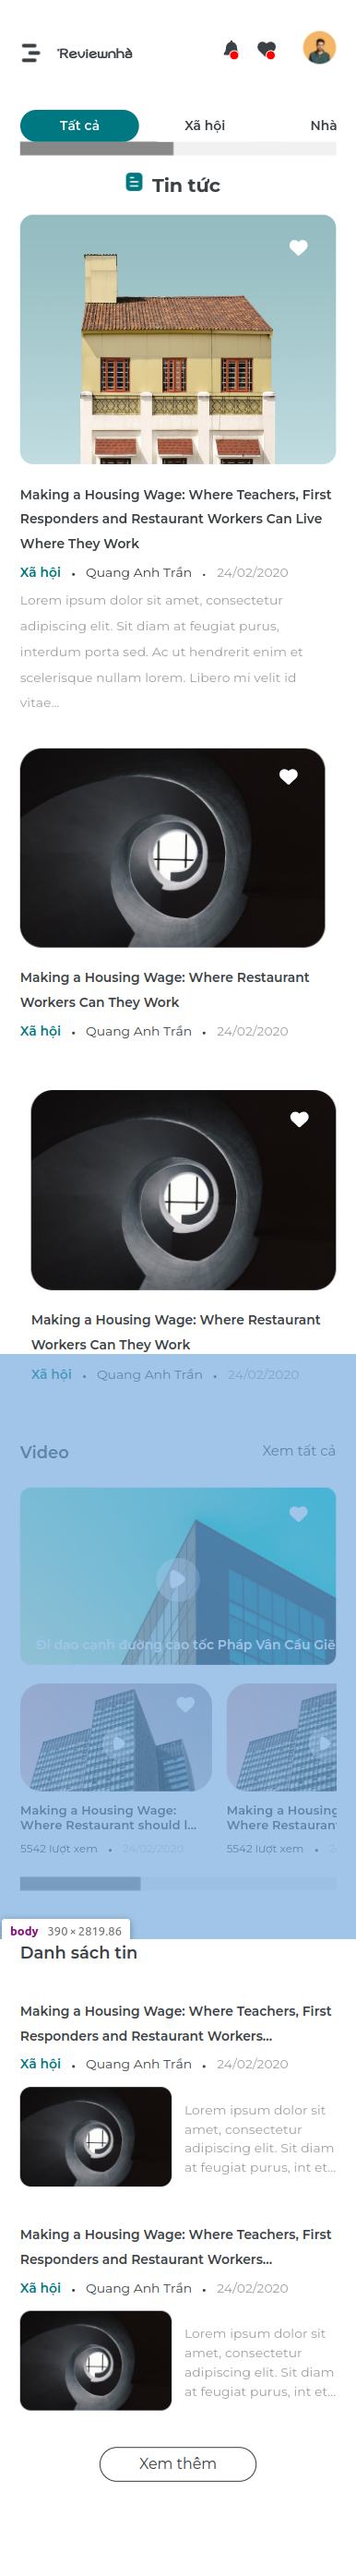 'Reviewnhà
Tất cả Xã hội Nhà
Tin tức
Making a Housing Wage: Where Teachers, First
Responders and Restaurant Workers Can Live
Where They Work
Xã hội • Quang Anh Trần • 24/02/2020
Lorem ipsum dolor sit amet, consectetur
adipiscing elit. Sit diam at feugiat purus,
interdum porta sed. Ac ut hendrerit enim et
scelerisque nullam lorem. Libero mi velit id
vitae...
Making a Housing Wage: Where Restaurant
Workers Can They Work
Xã hội • Quang Anh Trần • 24/02/2020
Making a Housing Wage: Where Restaurant
Workers Can They Work
Xã hội • Quang Anh Trần • 24/02/2020
Video Xem tất cả
Đi dạo cạnh đường cao tốc Pháp Vân Cầu Giẽ
Making a Housing Wage:
Where Restaurant should l...
5542 lượt xem • 24/02/2020
Making a Housing
Where Restauran
5542 lượt xem •
body 390 × 2819.86
Danh sách tin
Making a Housing Wage: Where Teachers, First
Responders and Restaurant Workers...
Xã hội • Quang Anh Trần • 24/02/2020
Lorem ipsum dolor sit
amet, consectetur
adipiscing elit. Sit diam
at feugiat purus, int et...
Making a Housing Wage: Where Teachers, First
Responders and Restaurant Workers...
Xã hội • Quang Anh Trần • 24/02/2020
Lorem ipsum dolor sit
amet, consectetur
adipiscing elit. Sit diam
at feugiat purus, int et...
Xem thêm